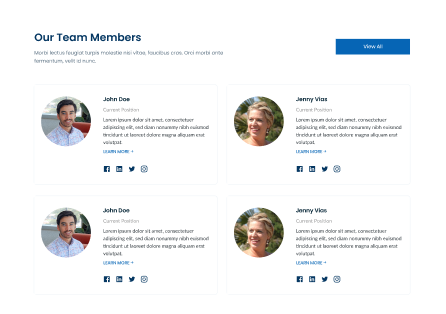 Our Team Members
Morbi lectus feugiat turpis molestie nisl vitae, faucibus cras. Orci morbi ante
fermentum, velit id nunc.
View All
John Doe
Current Position
Lorem ipsum dolor sit amet, consectetuer
adipiscing elit, sed diam nonummy nibh euismod
tincidunt ut laoreet dolore magna aliquam erat
volutpat.
LEARN MORE
Jenny Vias
Current Position
Lorem ipsum dolor sit amet, consectetuer
adipiscing elit, sed diam nonummy nibh euismod
tincidunt ut laoreet dolore magna aliquam erat
volutpat.
LEARN MORE
John Doe
Current Position
Lorem ipsum dolor sit amet, consectetuer
adipiscing elit, sed diam nonummy nibh euismod
tincidunt ut laoreet dolore magna aliquam erat
volutpat.
LEARN MORE
Jenny Vias
Current Position
Lorem ipsum dolor sit amet, consectetuer
adipiscing elit, sed diam nonummy nibh euismod
tincidunt ut laoreet dolore magna aliquam erat
volutpat.
LEARN MORE